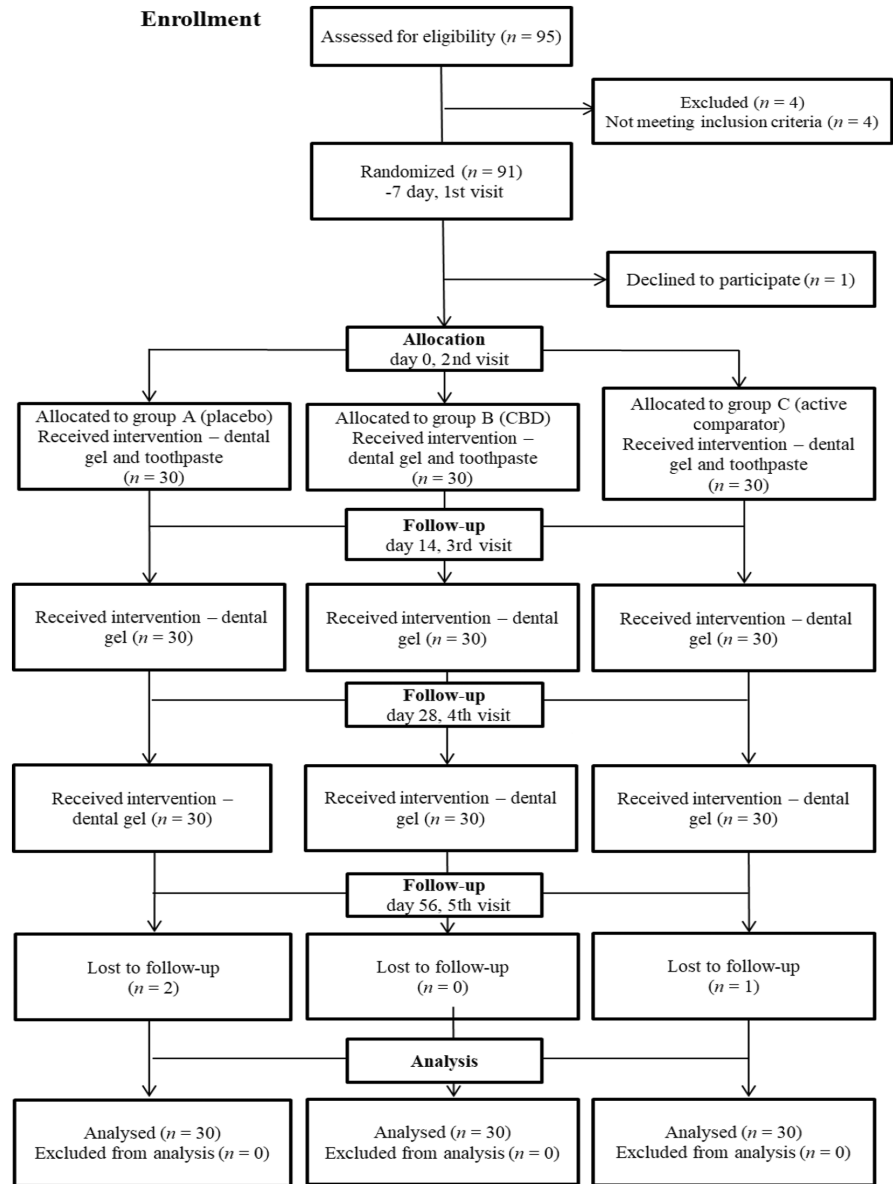 Enrollment
Assessed for eligibility (n = 95)
Excluded (n = 4)
Not meeting inclusion criteria (n = 4)
Randomized (n = 91)
-7 day, 1st visit
Declined to participate (n = 1)
Allocation
day 0, 2nd visit
Allocated to group A (placebo)
Received intervention – dental
gel and toothpaste
(n = 30)
Allocated to group B (CBD)
Received intervention –
dental gel and toothpaste
(n = 30)
Allocated to group C (active
comparator)
Received intervention – dental
gel and toothpaste
(n = 30)
Follow-up
day 14, 3rd visit
Received intervention – dental
gel (n = 30)
Received intervention – dental
gel (n = 30)
Received intervention – dental
gel (n = 30)
Follow-up
day 28, 4th visit
Received intervention –
dental gel (n = 30)
Received intervention – dental
gel (n = 30)
Received intervention – dental
gel (n = 30)
Follow-up
day 56, 5th visit
Lost to follow-up
(n = 2)
Lost to follow-up
(n = 0)
Lost to follow-up
(n = 1)
Analysis
Analysed (n = 30)
Excluded from analysis (n = 0)
Analysed (n = 30)
Excluded from analysis (n = 0)
Analysed (n = 30)
Excluded from analysis (n = 0)